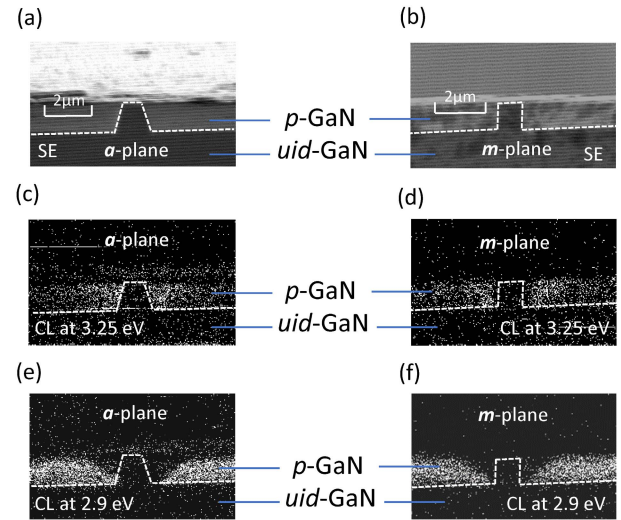 (a)
(b)
2μm
2μm
p-GaN
SE
a-plane
uid-GaN
m-plane
SE
(c)
(d)
a-plane
m-plane
p-GaN
CL at 3.25 eV
uid-GaN
CL at 3.25 eV
(e)
(f)
a-plane
m-plane
p-GaN
CL at 2.9 eV
uid-GaN
CL at 2.9 eV